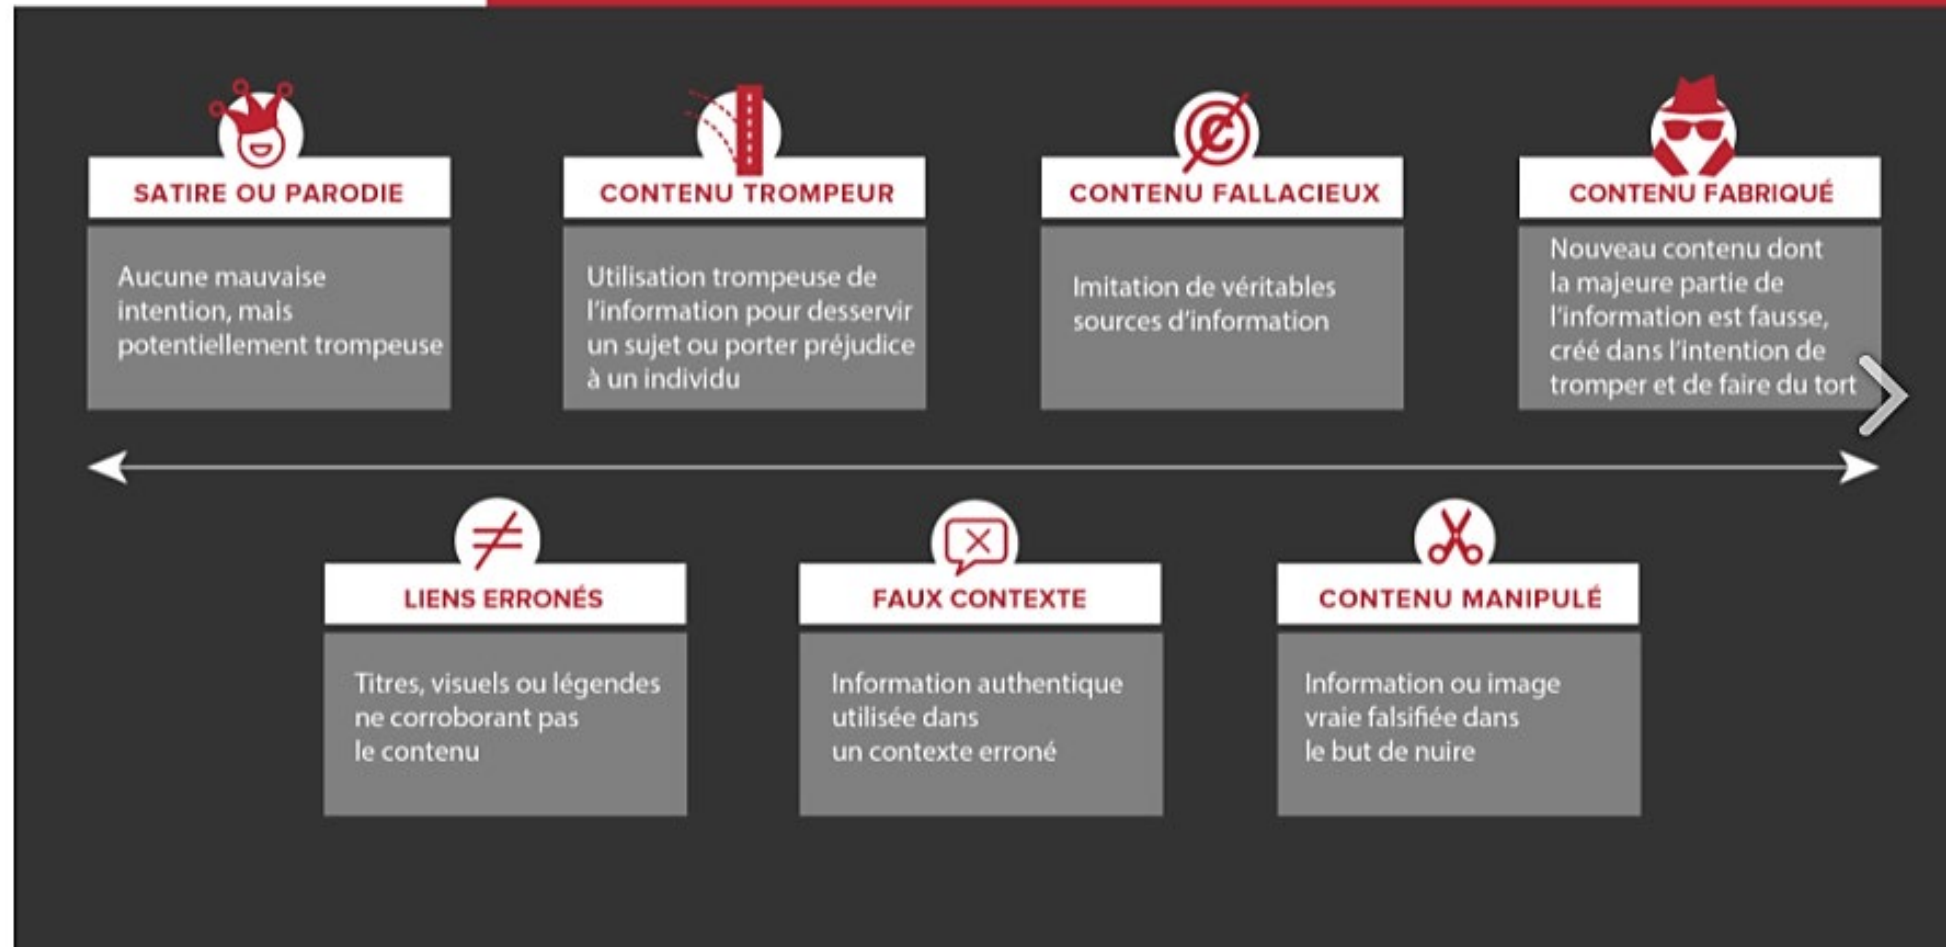 SATIRE OU PARODIE
Aucune mauvaise
intention, mais
potentiellement trompeuse
CONTENU TROMPEUR
Utilisation trompeuse de
l'information pour desservir
un sujet ou porter préjudice
à un individu
CONTENU FALLACIEUX
Imitation de véritables
sources d'information
CONTENU FABRIQUÉ
Nouveau contenu dont
la majeure partie de
l'information est fausse,
créé dans l'intention de
tromper et de faire du tort
LIENS ERRONÉS
Titres, visuels ou légendes
ne corroborant pas
le contenu
FAUX CONTEXTE
Information authentique
utilisée dans
un contexte erroné
CONTENU MANIPULÉ
Information ou image
vraie falsifiée dans
le but de nuire